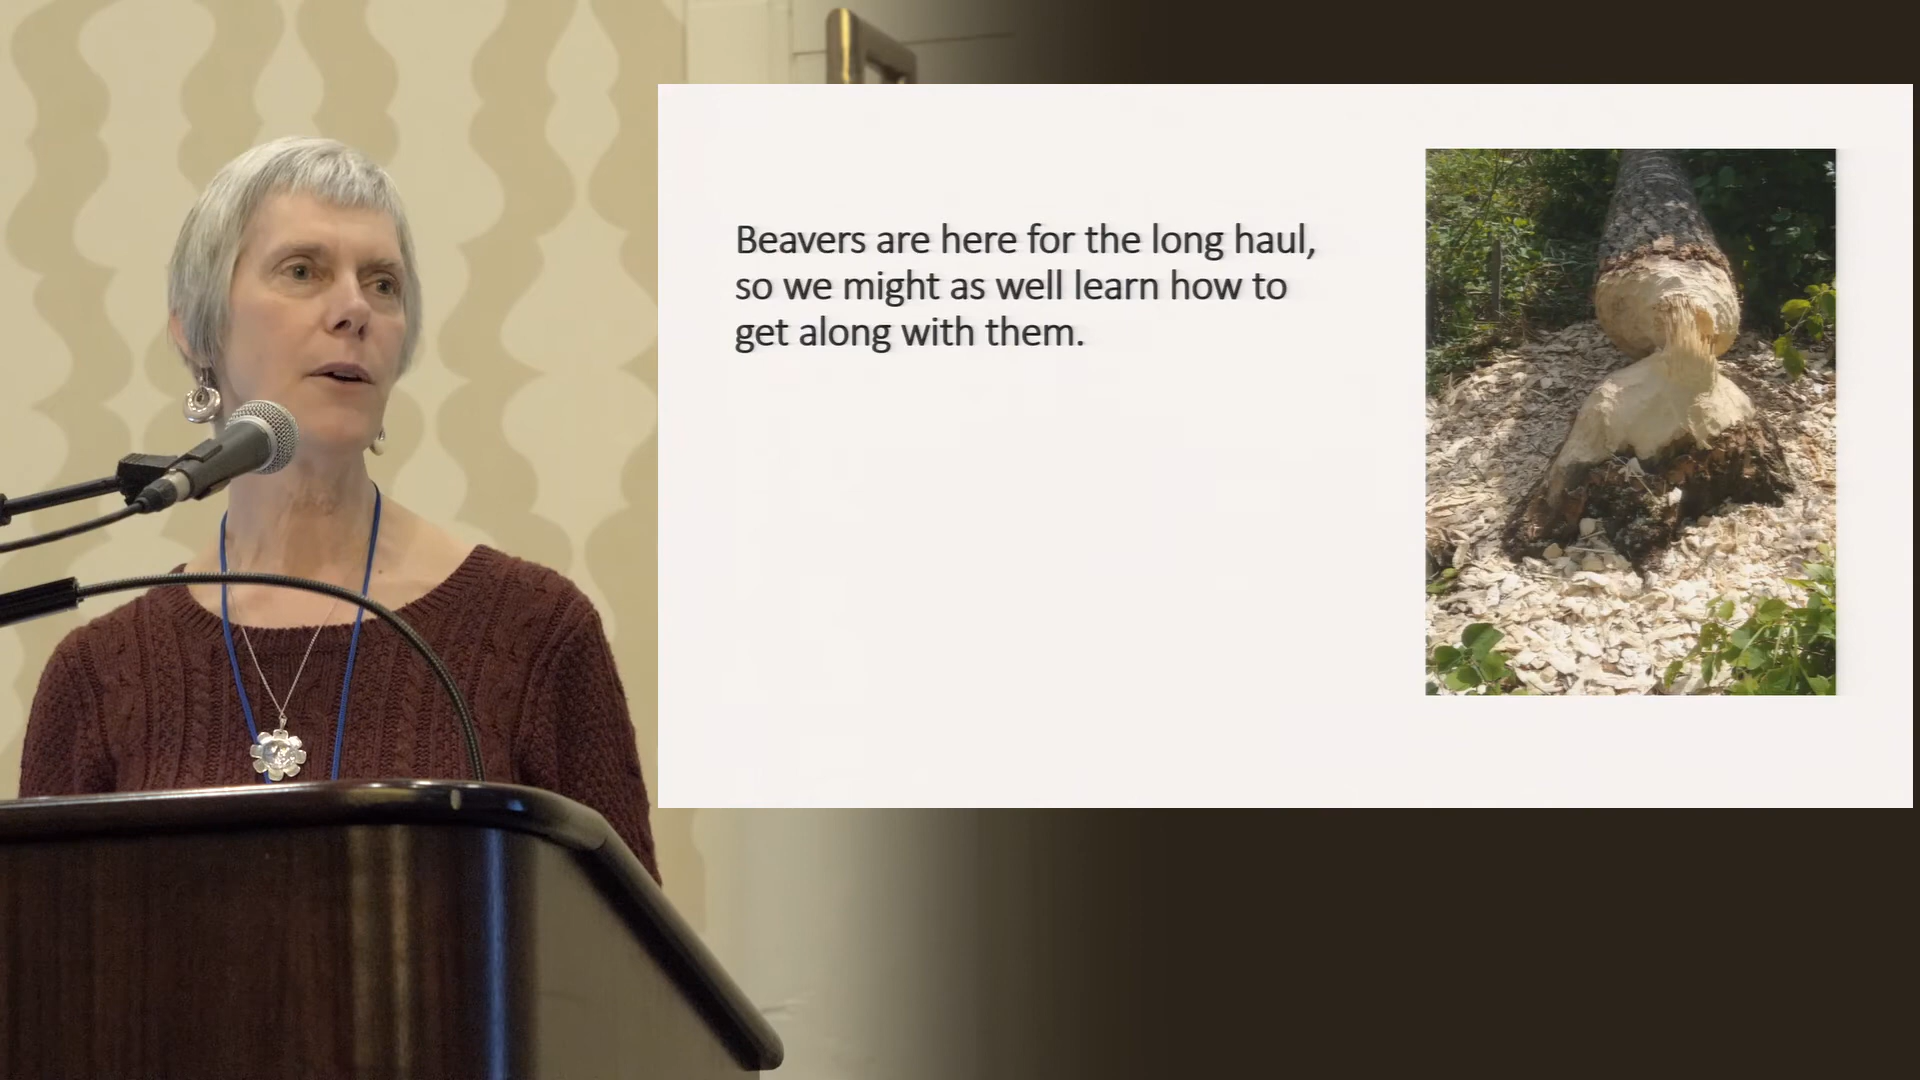 Beavers are here for the long haul,
so we might as well learn how to
get along with them.